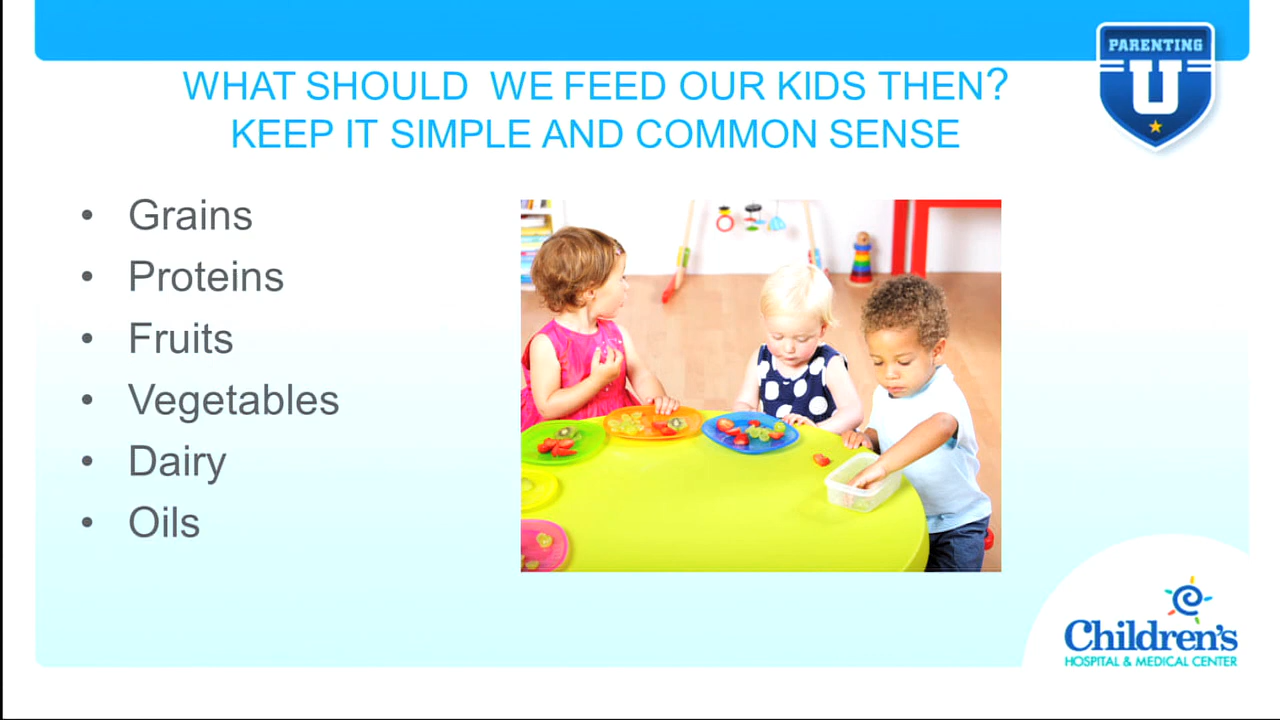 PARENTING
U
WHAT SHOULD WE FEED OUR KIDS THEN?
KEEP IT SIMPLE AND COMMON SENSE
• Grains
• Proteins
• Fruits
• Vegetables
• Dairy
• Oils
Children's
HOSPITAL & MEDICAL CENTER